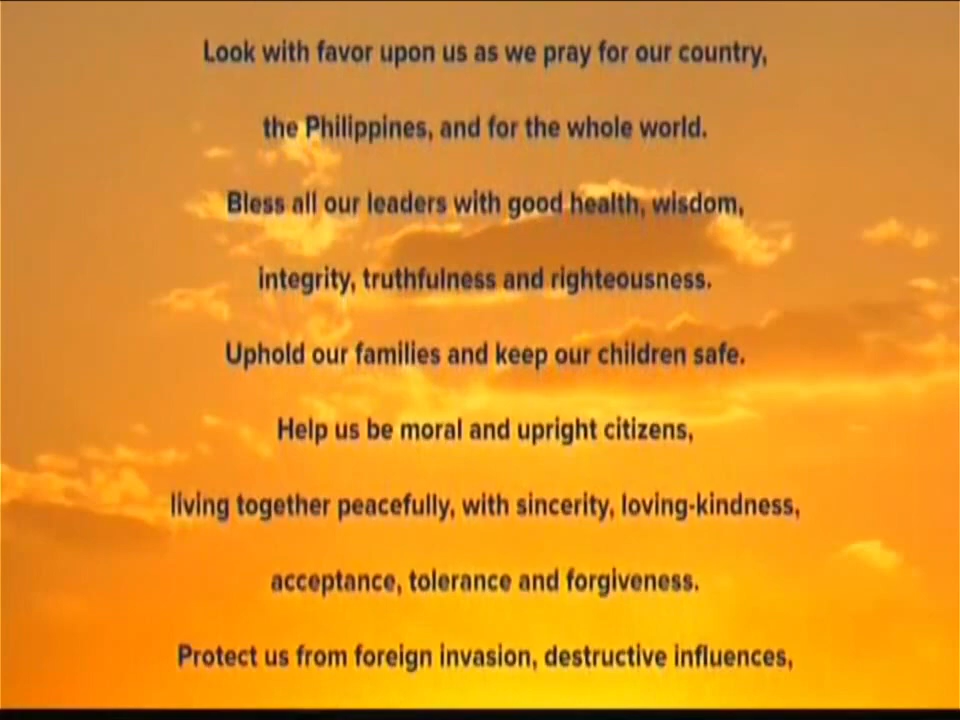 Look with favor upon us as we pray for our country,
the Philippines, and for the whole world.
Bless all our leaders with good health, wisdom,
integrity, truthfulness and righteousness.
Uphold our families and keep our children safe.
Help us be moral and upright citizens,
living together peacefully, with sincerity, loving-kindness,
acceptance, tolerance and forgiveness.
Protect us from foreign invasion, destructive influences,